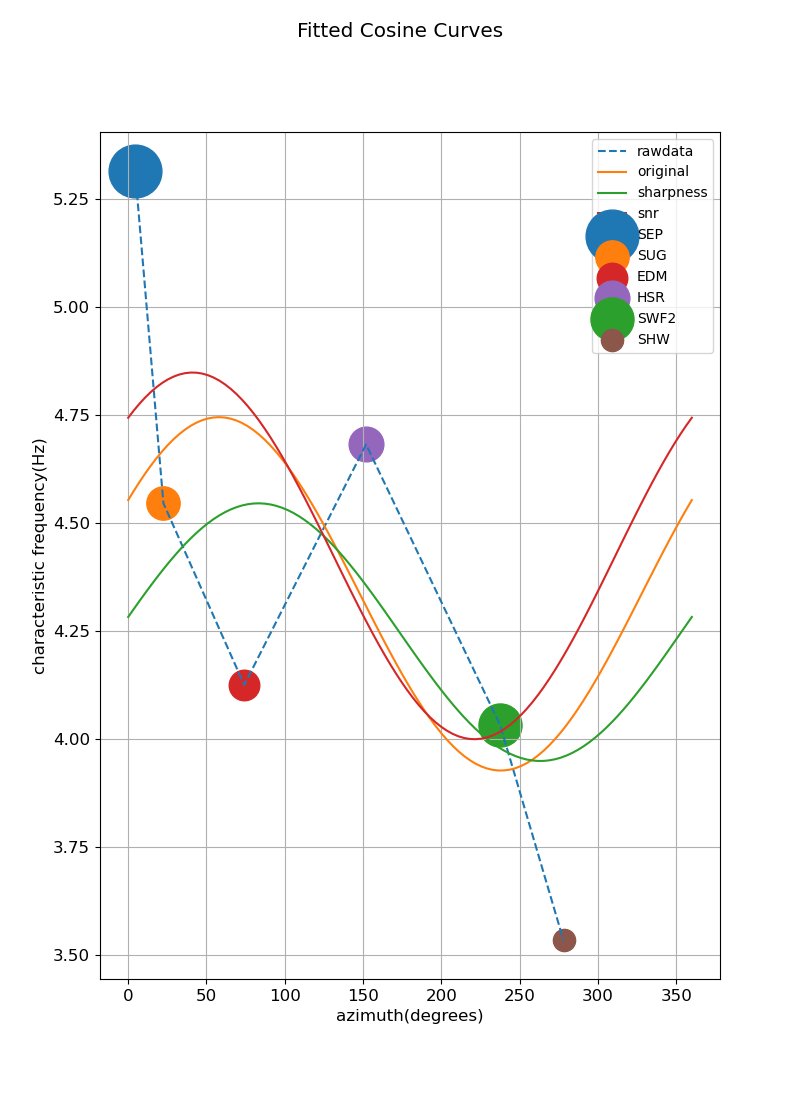 Fitted Cosine Curves
rawdata
original
sharpness
snr
SEP
SUG
EDM
HSR
SWF2
SHW
characteristic frequency(Hz)
5.25
5.00
4.75
4.50
4.25
4.00
3.75
3.50
0 50 100 150 200 250 300 350
azimuth(degrees)